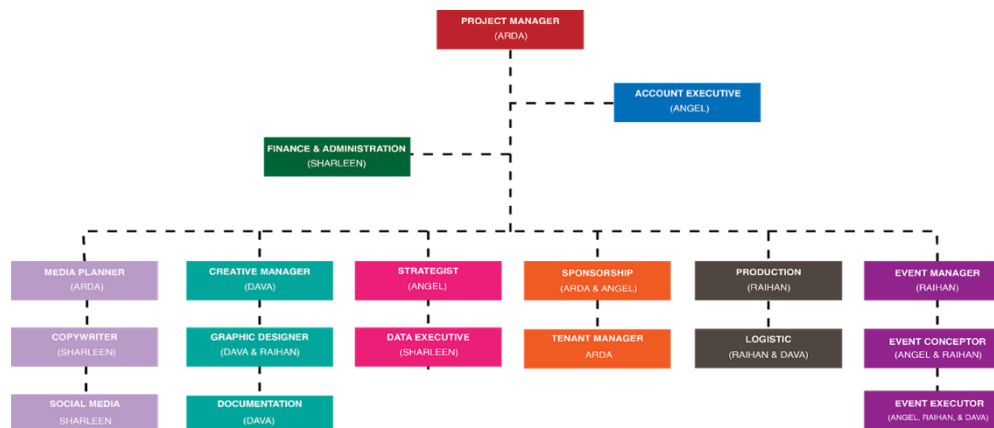 PROJECT MANAGER
(ARDA)
ACCOUNT EXECUTIVE
(ANGEL)
FINANCE & ADMINISTRATION
(SHARLEEN)
MEDIA PLANNER
(ARDA)
CREATIVE MANAGER
(DAVA)
STRATEGIST
(ANGEL)
SPONSORSHIP
(ARDA & ANGEL)
PRODUCTION
(RAIHAN)
EVENT MANAGER
(RAIHAN)
COPYWRITER
(SHARLEEN)
GRAPHIC DESIGNER
(DAVA & RAIHAN)
DATA EXECUTIVE
(SHARLEEN)
TENANT MANAGER
ARDA
LOGISTIC
(RAIHAN & DAVA)
EVENT CONCEPTOR
(ANGEL & RAIHAN)
SOCIAL MEDIA
SHARLEEN
DOCUMENTATION
(DAVA)
EVENT EXECUTOR
(ANGEL, RAIHAN, & DAVA)